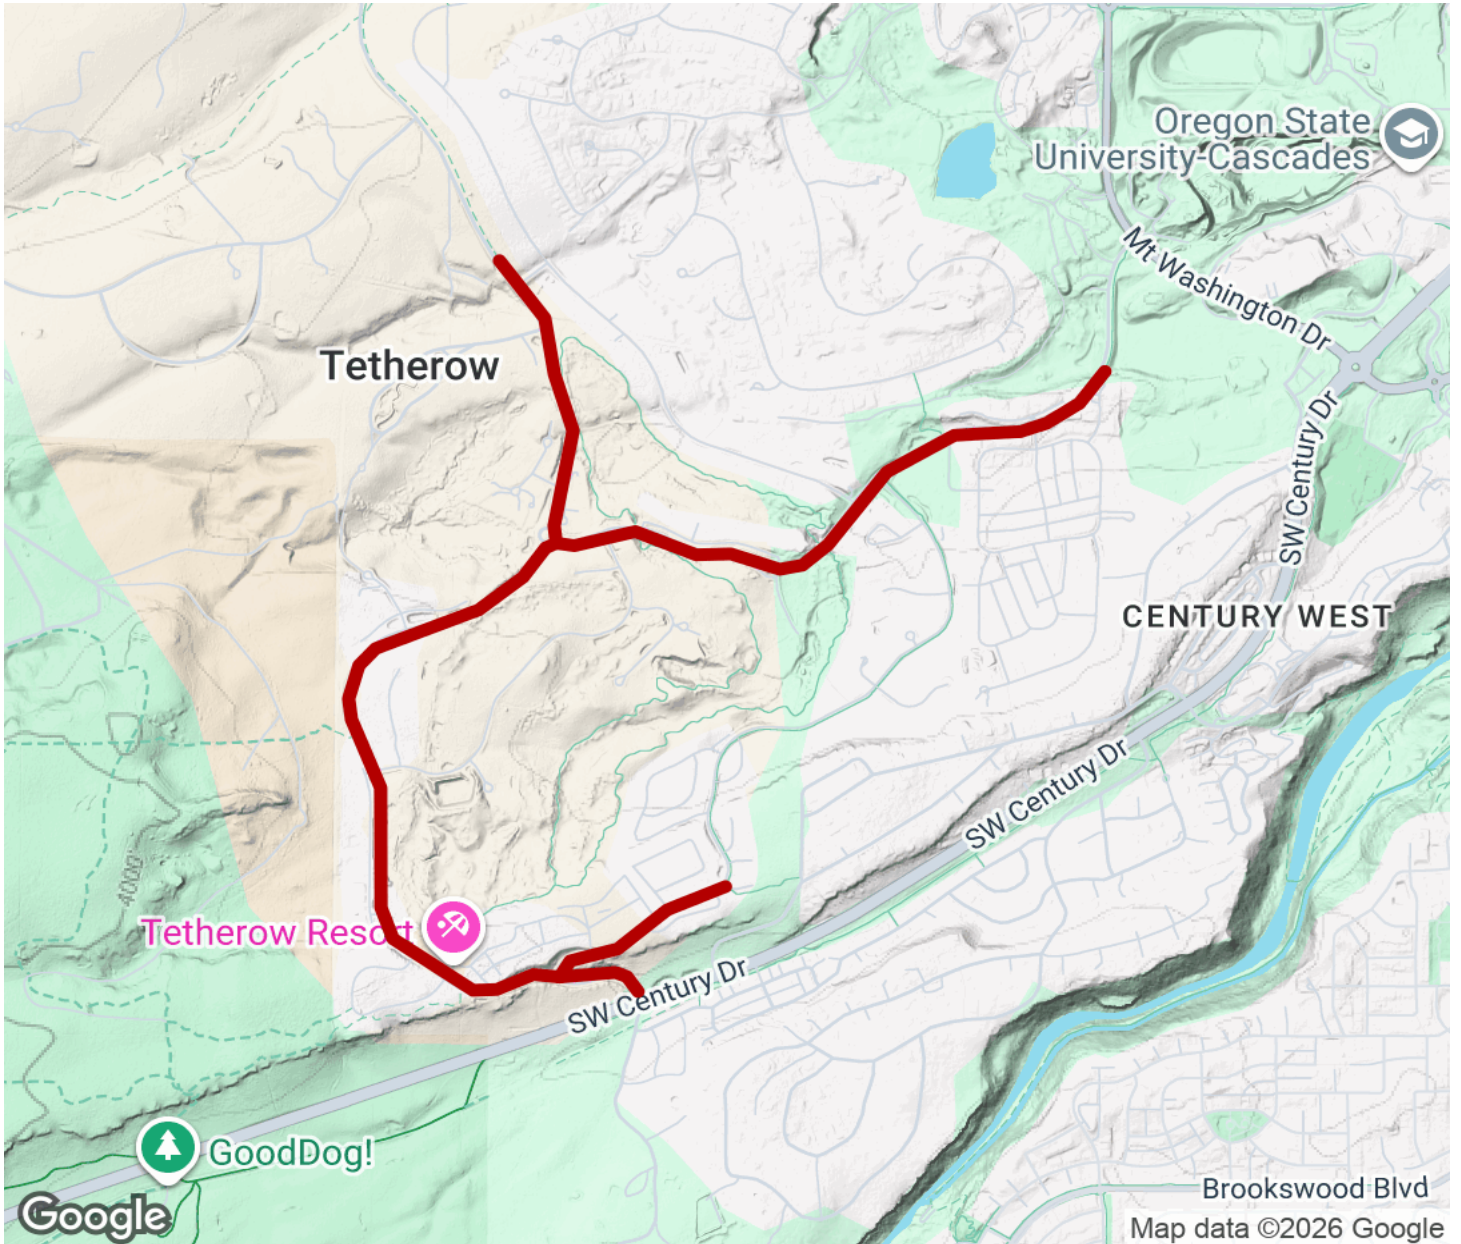 Oregon State
University-Cascades
Mt Washington Dr
Tetherow
SW Century Dr
CENTURY WEST
SW Century Dr
4000
Tetherow Resort
SW Century Dr
GoodDog!
Brookswood Blvd
Google
Map data ©2026 Google